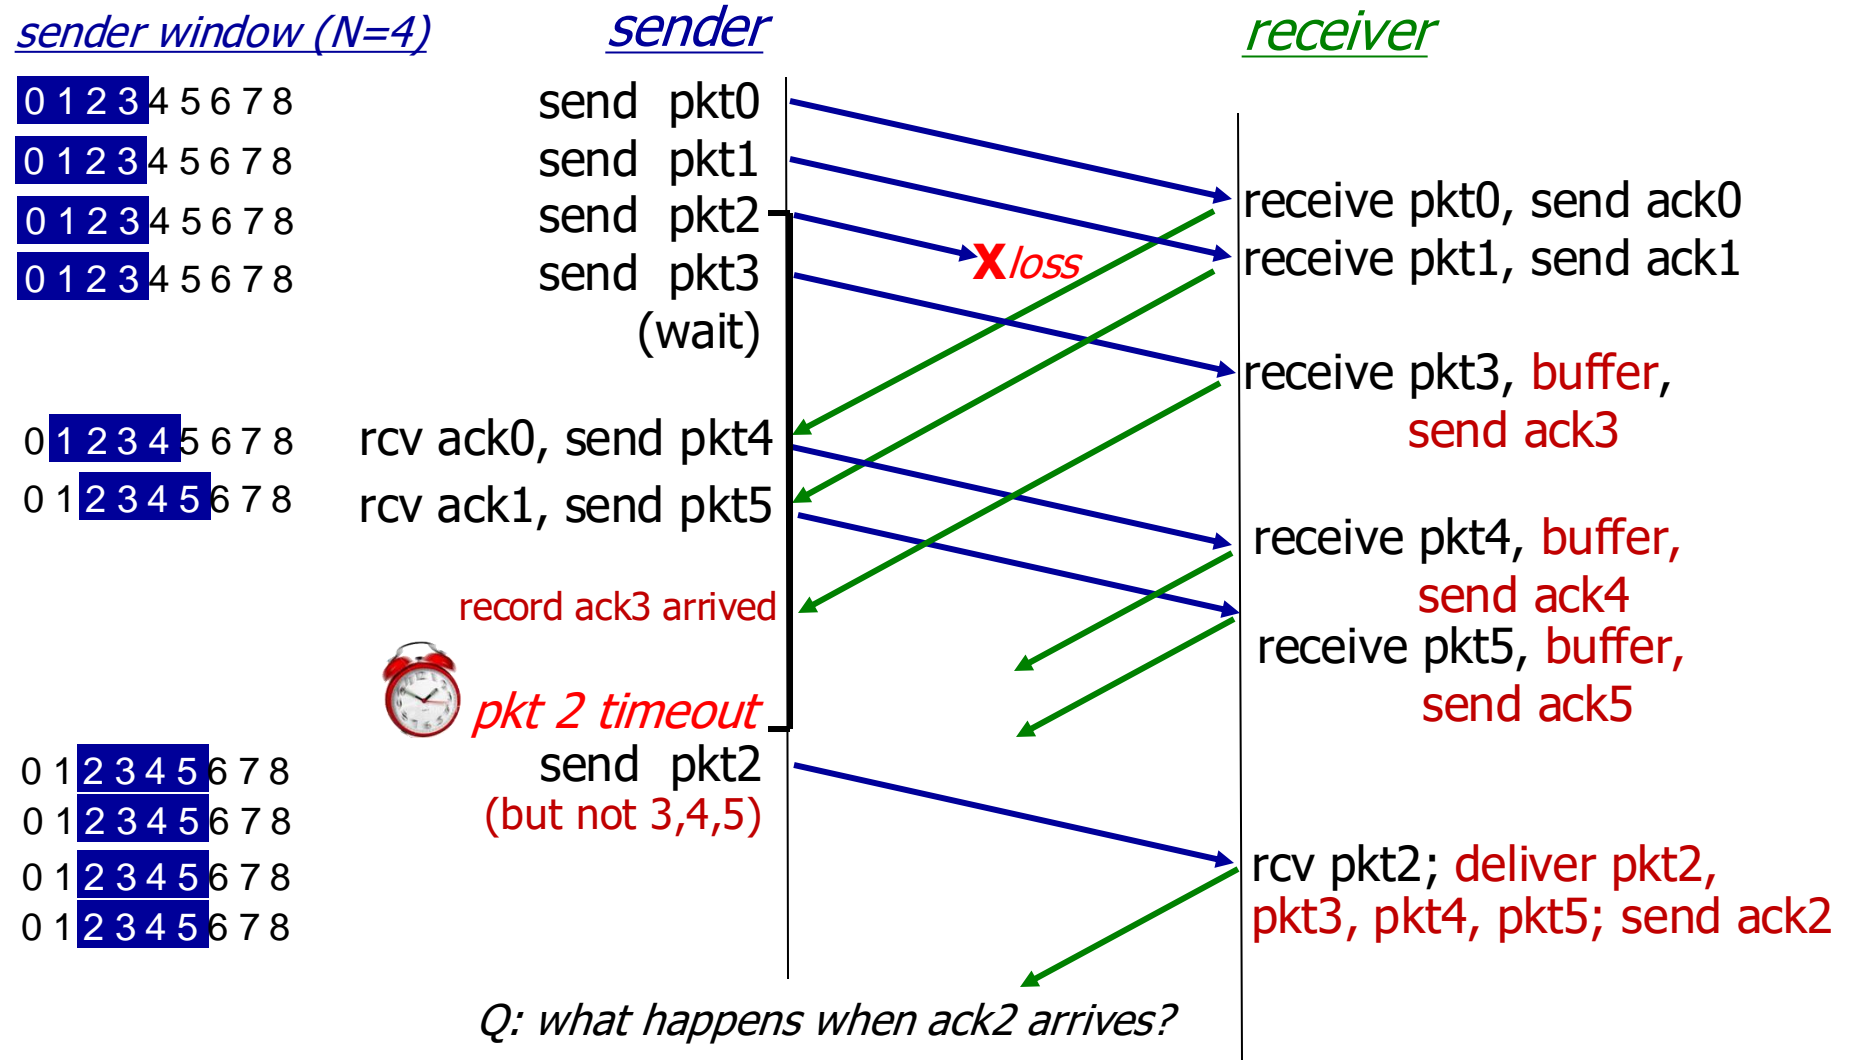 sender window (N=4)
sender
receiver
0 1 2 3 4 5 6 7 8
send pkt0
0 1 2 3 4 5 6 7 8
send pkt1
receive pkt0, send ack0
0 1 2 3 4 5 6 7 8
send pkt2
receive pkt1, send ack1
X loss
0 1 2 3 4 5 6 7 8
send pkt3
(wait)
receive pkt3, buffer,
send ack3
0 1 2 3 4 5 6 7 8
rcv ack0, send pkt4
0 1 2 3 4 5 6 7 8
rcv ack1, send pkt5
receive pkt4, buffer,
send ack4
record ack3 arrived
receive pkt5, buffer,
send ack5
pkt 2 timeout
0 1 2 3 4 5 6 7 8
send pkt2
0 1 2 3 4 5 6 7 8
(but not 3,4,5)
0 1 2 3 4 5 6 7 8
rcv pkt2; deliver pkt2,
0 1 2 3 4 5 6 7 8
pkt3, pkt4, pkt5; send ack2
Q: what happens when ack2 arrives?